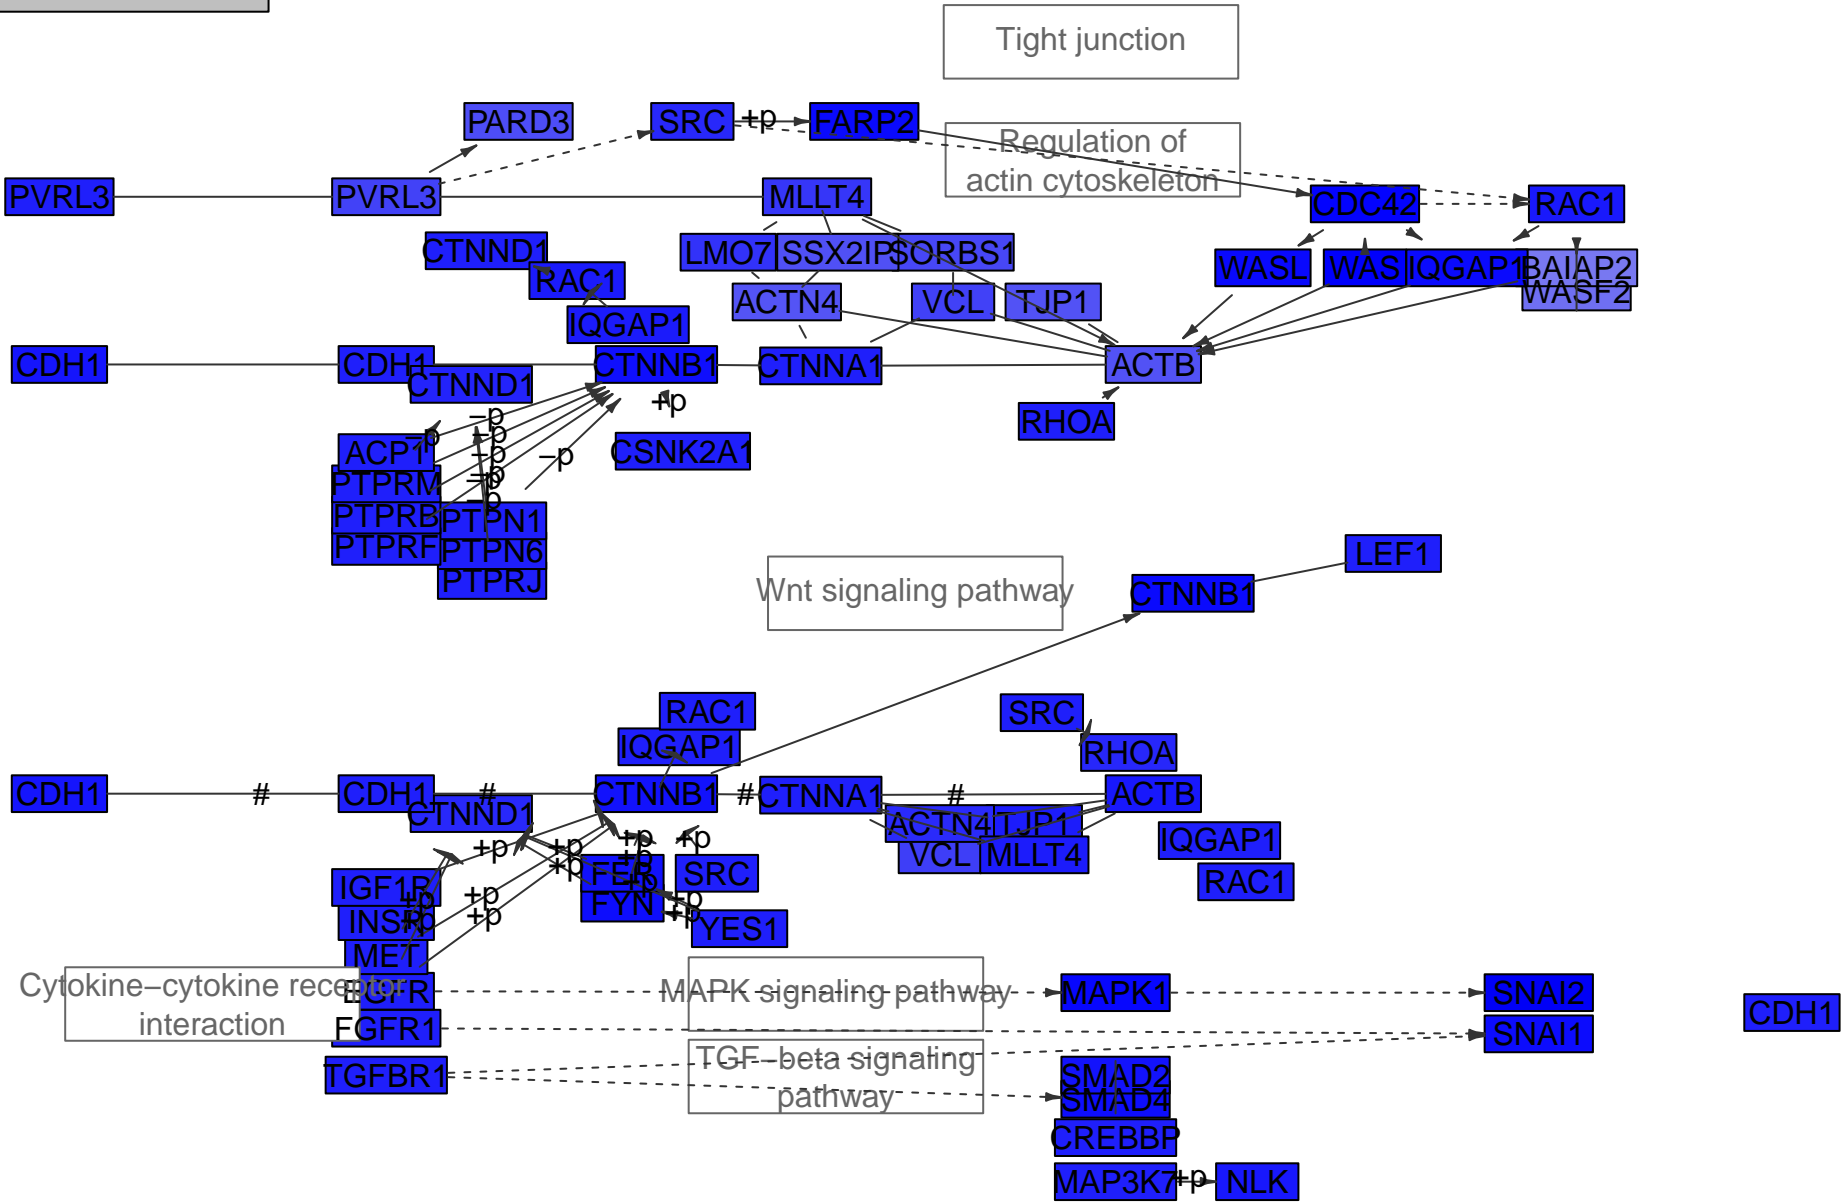 Tight junction
PARD3
SRC
+p
FARP2
Regulation of
actin cytoskeleton
PVRL3
PVRL3
MLLT4
CDC42
RAC1
CTNND1
LMO7
SSX2IP
SORBS1
WASL
WAS
IQGAP1
BAIAP2
RAC1
WASF2
ACTN4
VCL
TJP1
IQGAP1
CDH1
CDH1
CTNNB1
CTNNA1
ACTB
CTNND1
+p
–p
RHOA
–p
–p
ACP1
–p
–p
CSNK2A1
–p
–p
PTPRM
–p
PTPRB
PTPN1
PTPRF
PTPN6
PTPRJ
LEF1
Wnt signaling pathway
CTNNB1
RAC1
SRC
IQGAP1
RHOA
CDH1
#
CDH1
#
CTNNB1
#
CTNNA1
#
ACTB
CTNND1
ACTN4
TJP1
+p
+p
+p
+p
IQGAP1
VCL
MLLT4
+p
+p
FER
SRC
RAC1
IGF1R
+p
+p
+p
+p
FYN
+p
INSR
+p
+p
YES1
MET
Cytokine–cytokine receptor
interaction
EGFR
MAPK signaling pathway
MAPK1
SNAI2
CDH1
FGFR1
SNAI1
TGF–beta signaling
pathway
TGFBR1
SMAD2
SMAD4
CREBBP
MAP3K7
+p
NLK